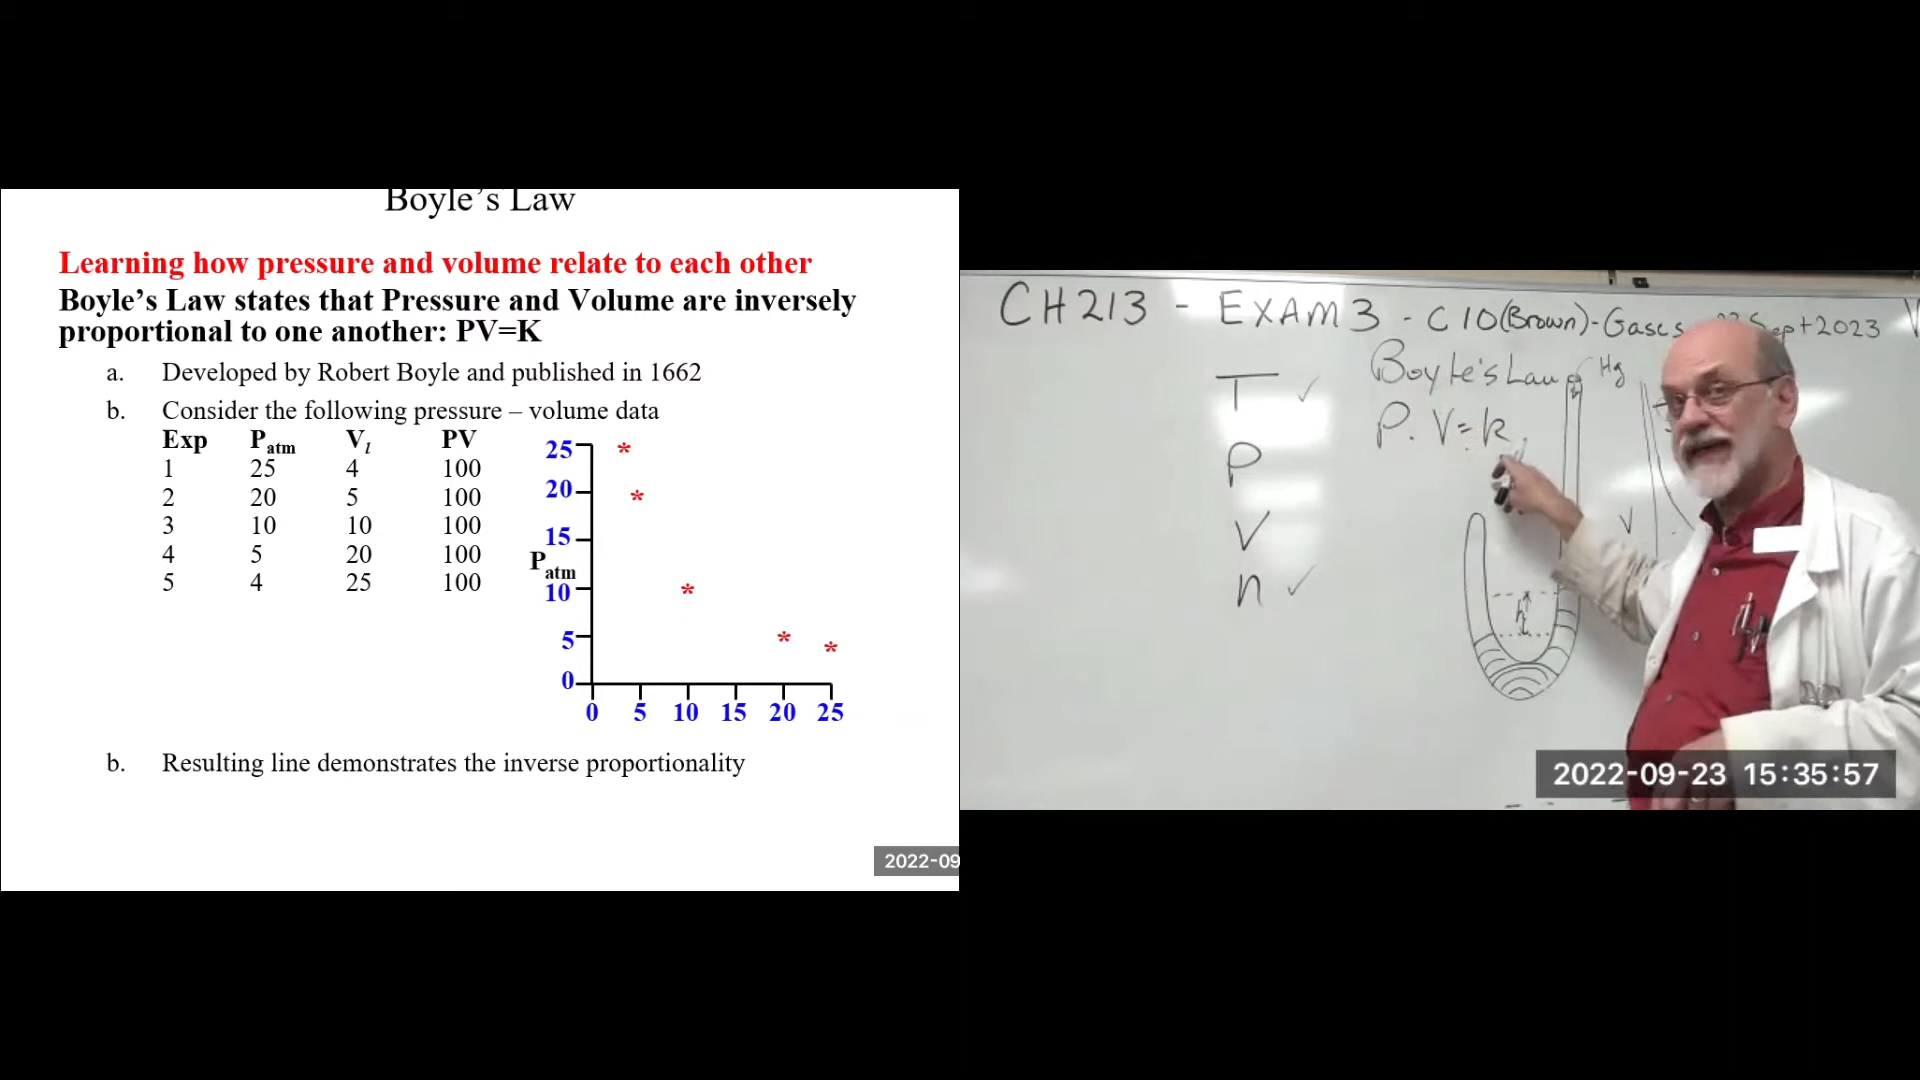 Boyle's Law
Learning how pressure and volume relate to each other
Boyle's Law states that Pressure and Volume are inversely
proportional to one another: PV=K
a. Developed by Robert Boyle and published in 1662
b. Consider the following pressure – volume data
Exp Patm Vl PV
1 25 4 100
2 20 5 100
3 10 10 100
4 5 20 100
5 4 25 100
25
20
15
Patm
10
5
0
0 5 10 15 20 25
b. Resulting line demonstrates the inverse proportionality
2022-09
CH213 - EXAM 3 - C10(Brown)-Gases Sept 2023
Boyle's Law Hg
T ✓
P.V=k
P
V
V
n ✓
h
2022-09-23 15:35:57